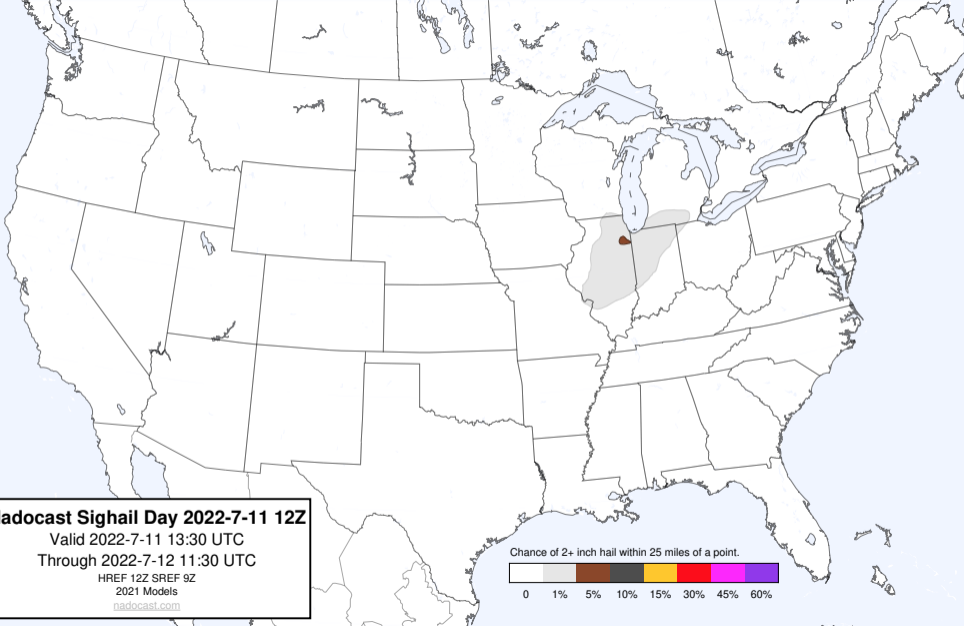 adocast Sighail Day 2022-7-11 12Z
Valid 2022-7-11 13:30 UTC
Through 2022-7-12 11:30 UTC
HREF 12Z SREF 9Z
2021 Models
nadocast.com
Chance of 2+ inch hail within 25 miles of a point.
0 1% 5% 10% 15% 30% 45% 60%